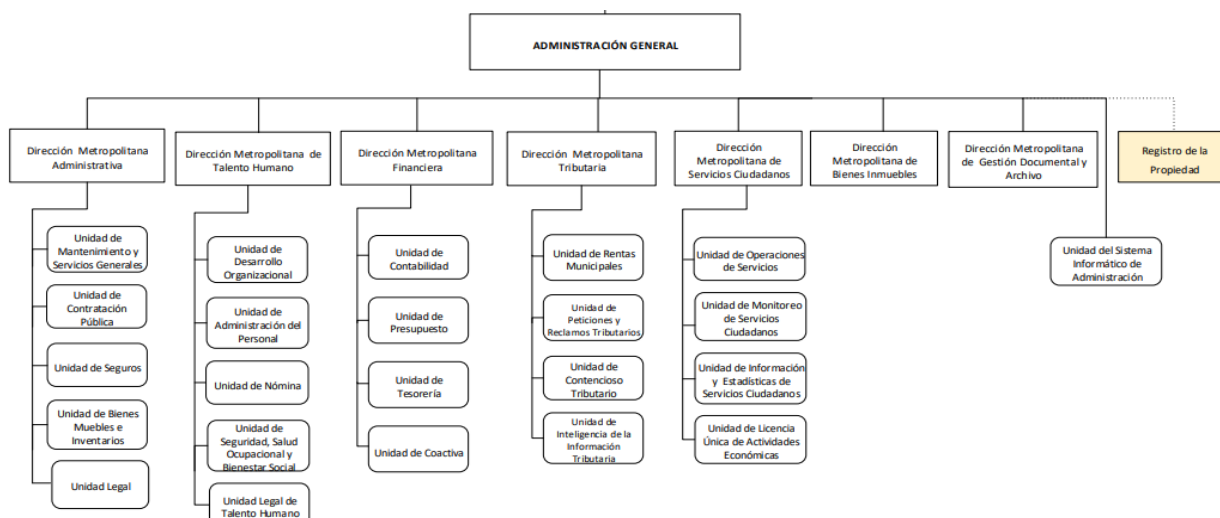 ADMINISTRACIÓN GENERAL
Dirección Metropolitana
Administrativa
Dirección Metropolitana de
Talento Humano
Dirección Metropolitana
Financiera
Dirección Metropolitana
Tributaria
Dirección
Metropolitana de
Servicios Ciudadanos
Dirección
Metropolitana de
Bienes Inmuebles
Dirección Metropolitana
de Gestión Documental y
Archivo
Registro de la
Propiedad
Unidad de
Mantenimiento y
Servicios Generales
Unidad de
Contratación
Pública
Unidad de Seguros
Unidad de Bienes
Muebles e
Inventarios
Unidad Legal
Unidad de
Desarrollo
Organizacional
Unidad de
Administración del
Personal
Unidad de Nómina
Unidad de
Seguridad, Salud
Ocupacional y
Bienestar Social
Unidad Legal de
Talento Humano
Unidad de
Contabilidad
Unidad de
Presupuesto
Unidad de
Tesorería
Unidad de Coactiva
Unidad de Rentas
Municipales
Unidad de
Peticiones y
Reclamos Tributarios
Unidad de
Contencioso
Tributario
Unidad de
Inteligencia de la
Información
Tributaria
Unidad de Operaciones
de Servicios
Unidad de Monitoreo
de Servicios
Ciudadanos
Unidad de Información
y Estadísticas de
Servicios Ciudadanos
Unidad de Licencia
Única de Actividades
Económicas
Unidad del Sistema
Informático de
Administración